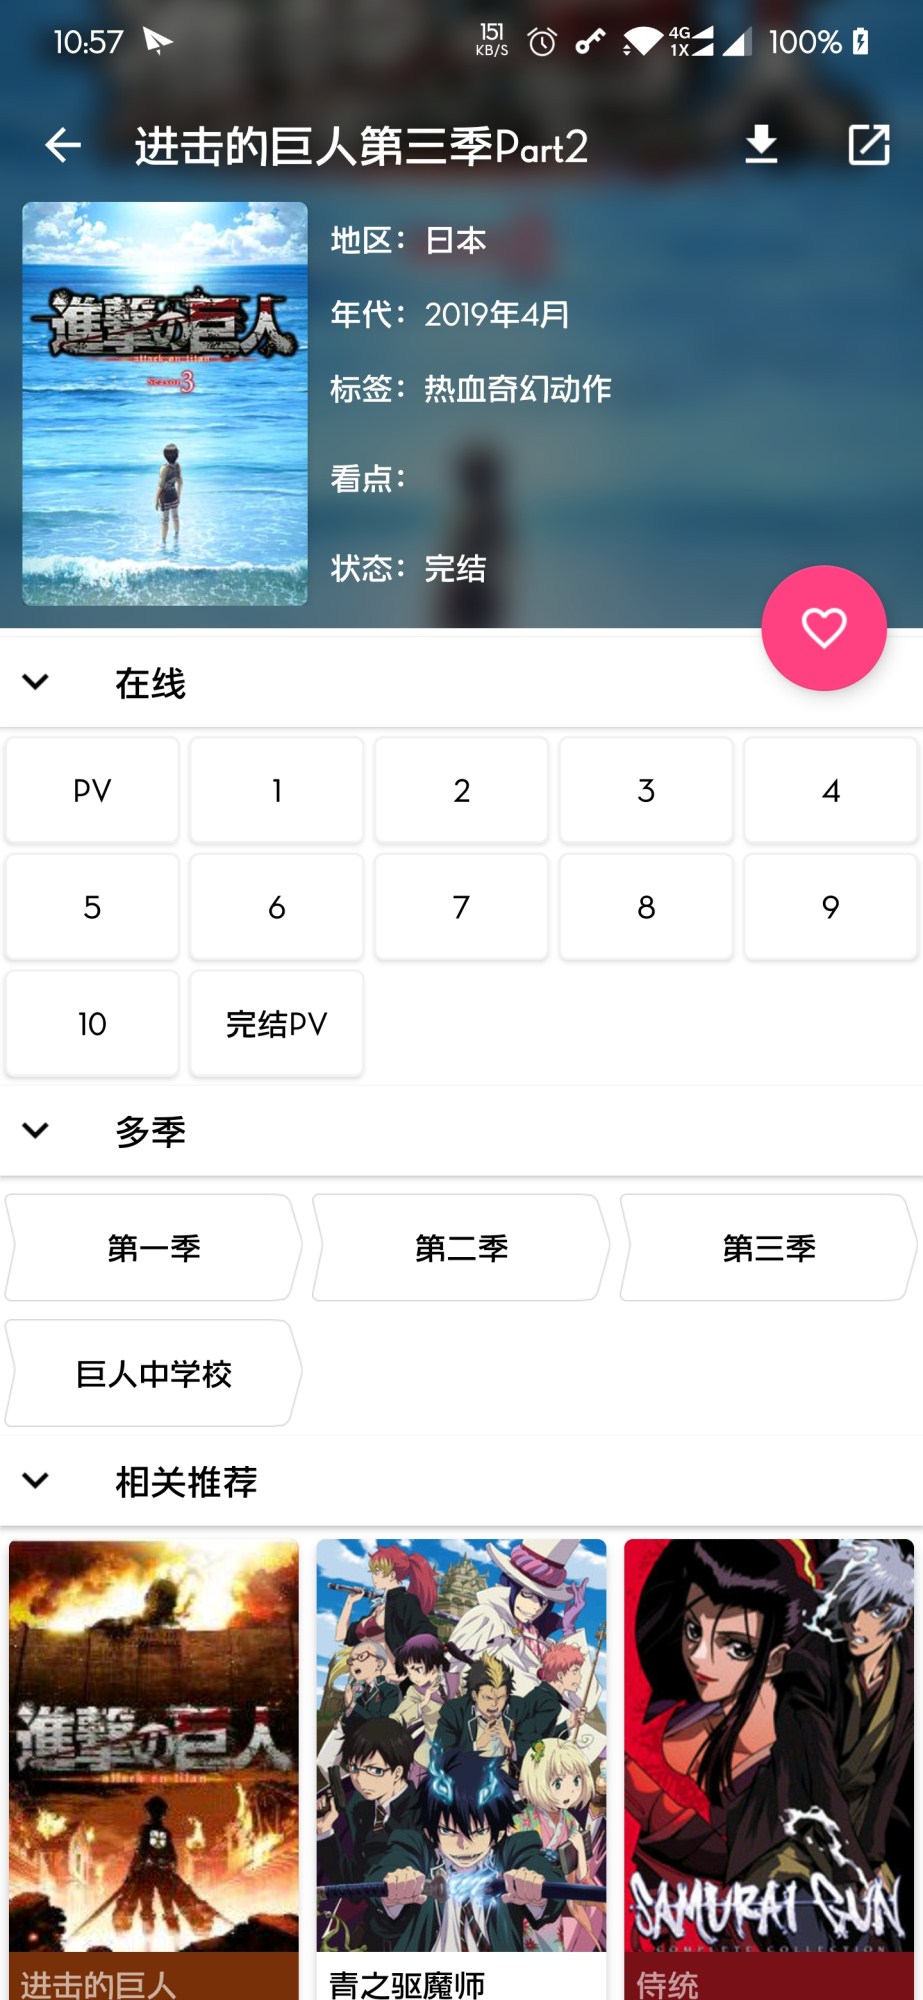 10:57
151
KB/S
4G
1X
100%
进击的巨人第三季Part2
進撃の巨人
attack on titan
Season 3
地区：日本
年代：2019年4月
标签：热血奇幻动作
看点：
状态：完结
在线
PV 1 2 3 4
5 6 7 8 9
10 完结PV
多季
第一季 第二季 第三季
巨人中学校
相关推荐
進撃の巨人
attack on titan
SAMURAI GUN
COMPLETE COLLECTION
进击的巨人 青之驱魔师 侍统